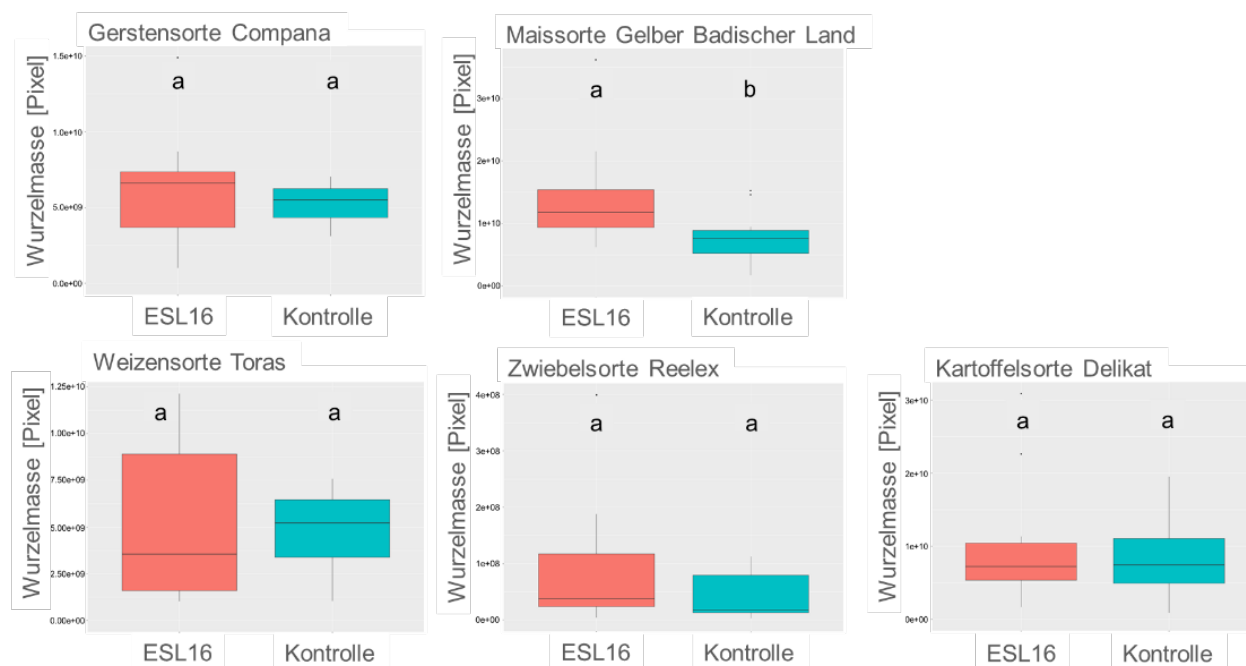 Gerstensorte Compana
Wurzelmasse [Pixel]
1.5e+10
1.0e+10
5.0e+09
0.0e+00
a a
ESL16 Kontrolle
Maissorte Gelber Badischer Land
Wurzelmasse [Pixel]
3e+10
2e+10
1e+10
0e+00
a b
ESL16 Kontrolle
Weizensorte Toras
Wurzelmasse [Pixel]
1.25e+10
1.00e+10
7.50e+09
5.00e+09
2.50e+09
0.00e+00
a a
ESL16 Kontrolle
Zwiebelsorte Reelex
Wurzelmasse [Pixel]
4e+08
3e+08
2e+08
1e+08
0e+00
a a
ESL16 Kontrolle
Kartoffelsorte Delikat
Wurzelmasse [Pixel]
3e+10
2e+10
1e+10
0e+00
a a
ESL16 Kontrolle